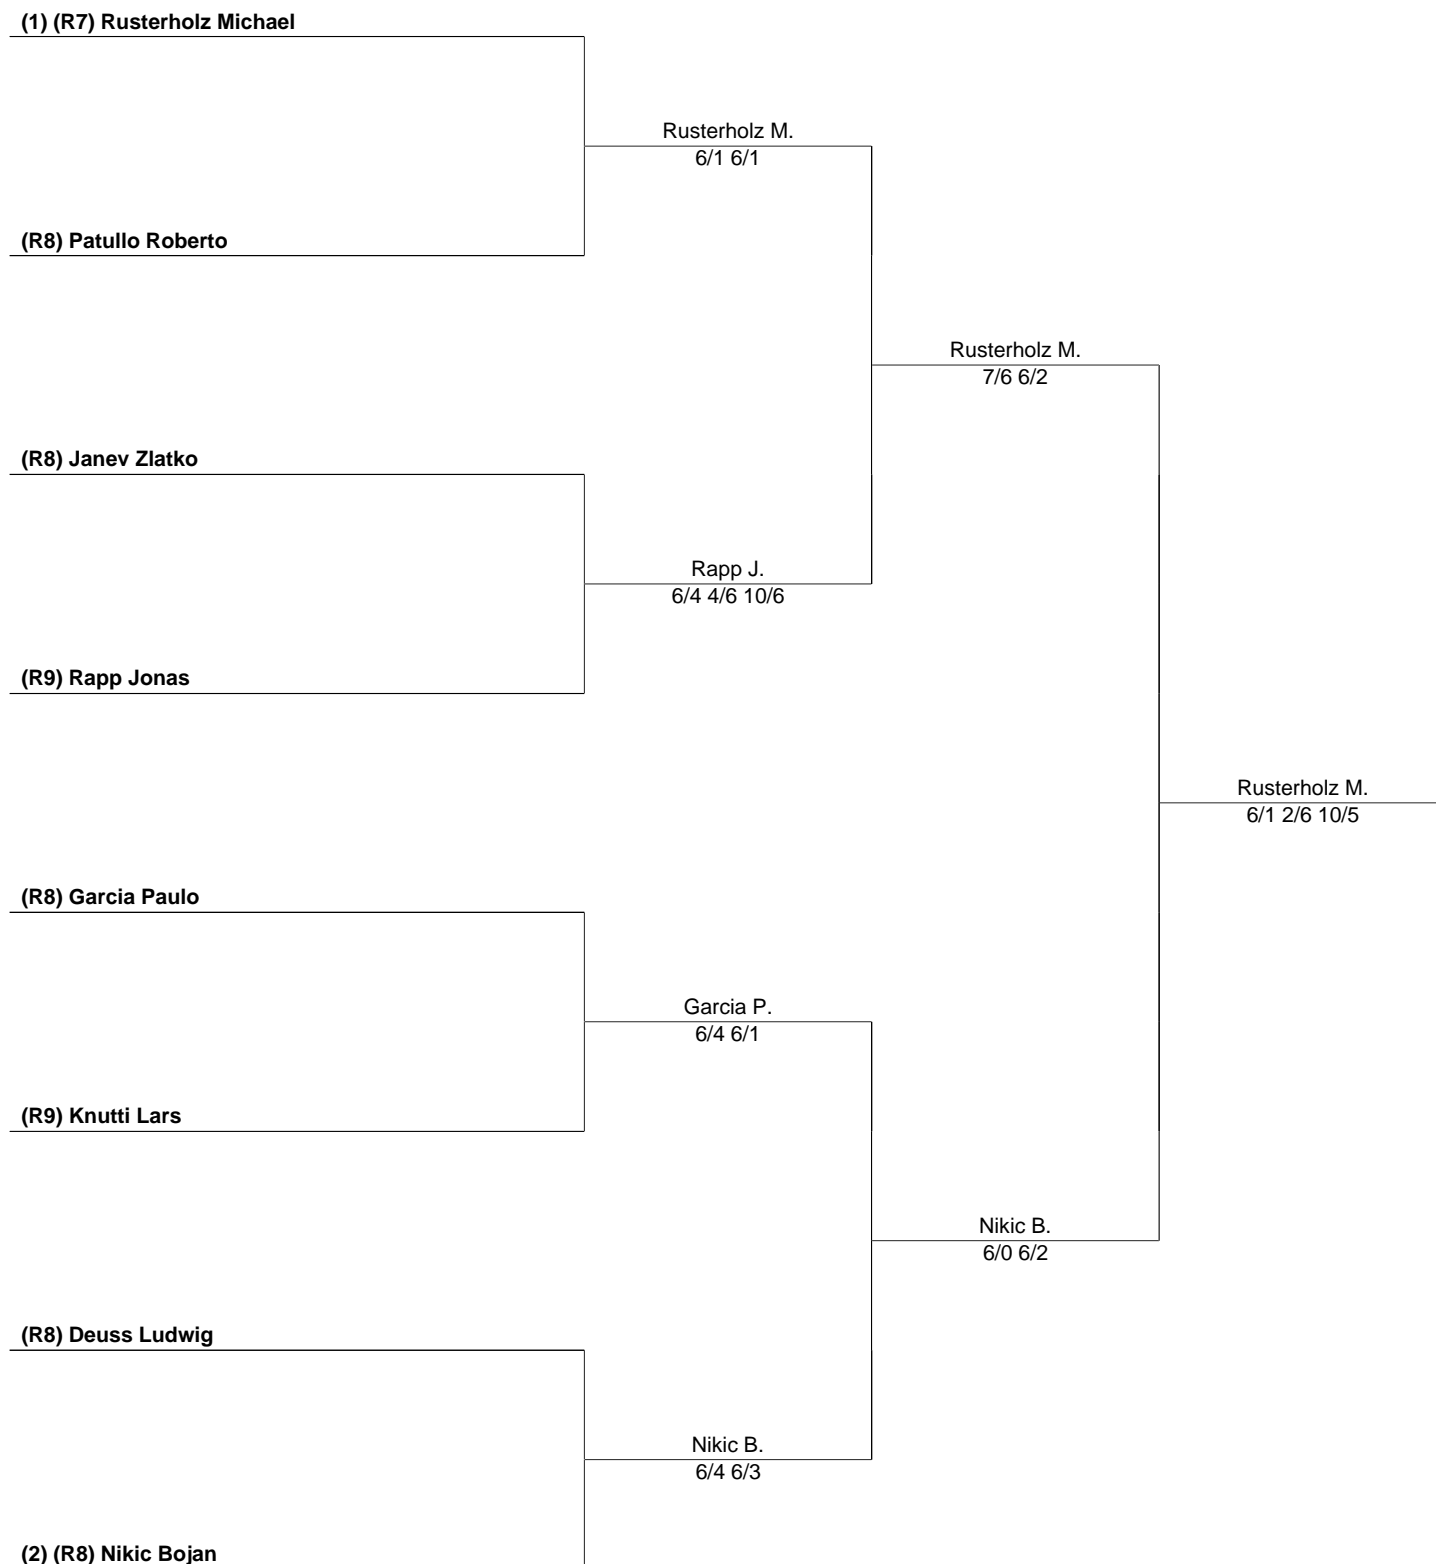 (1) (R7) Rusterholz Michael
Rusterholz M.
6/1 6/1
(R8) Patullo Roberto
Rusterholz M.
7/6 6/2
(R8) Janev Zlatko
Rapp J.
6/4 4/6 10/6
(R9) Rapp Jonas
Rusterholz M.
6/1 2/6 10/5
(R8) Garcia Paulo
Garcia P.
6/4 6/1
(R9) Knutti Lars
Nikic B.
6/0 6/2
(R8) Deuss Ludwig
Nikic B.
6/4 6/3
(2) (R8) Nikic Bojan